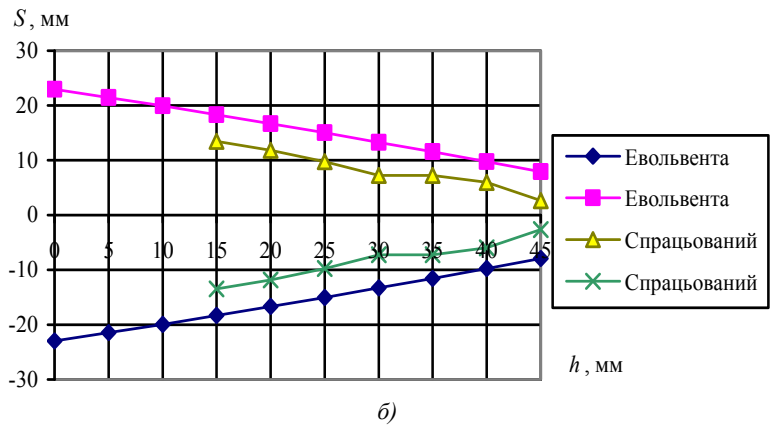 S, мм
30
20
10
0
-10
-20
-30
0 5 10 15 20 25 30 35 40 45
h, мм
Евольвента
Евольвента
Спрацьований
Спрацьований
б)